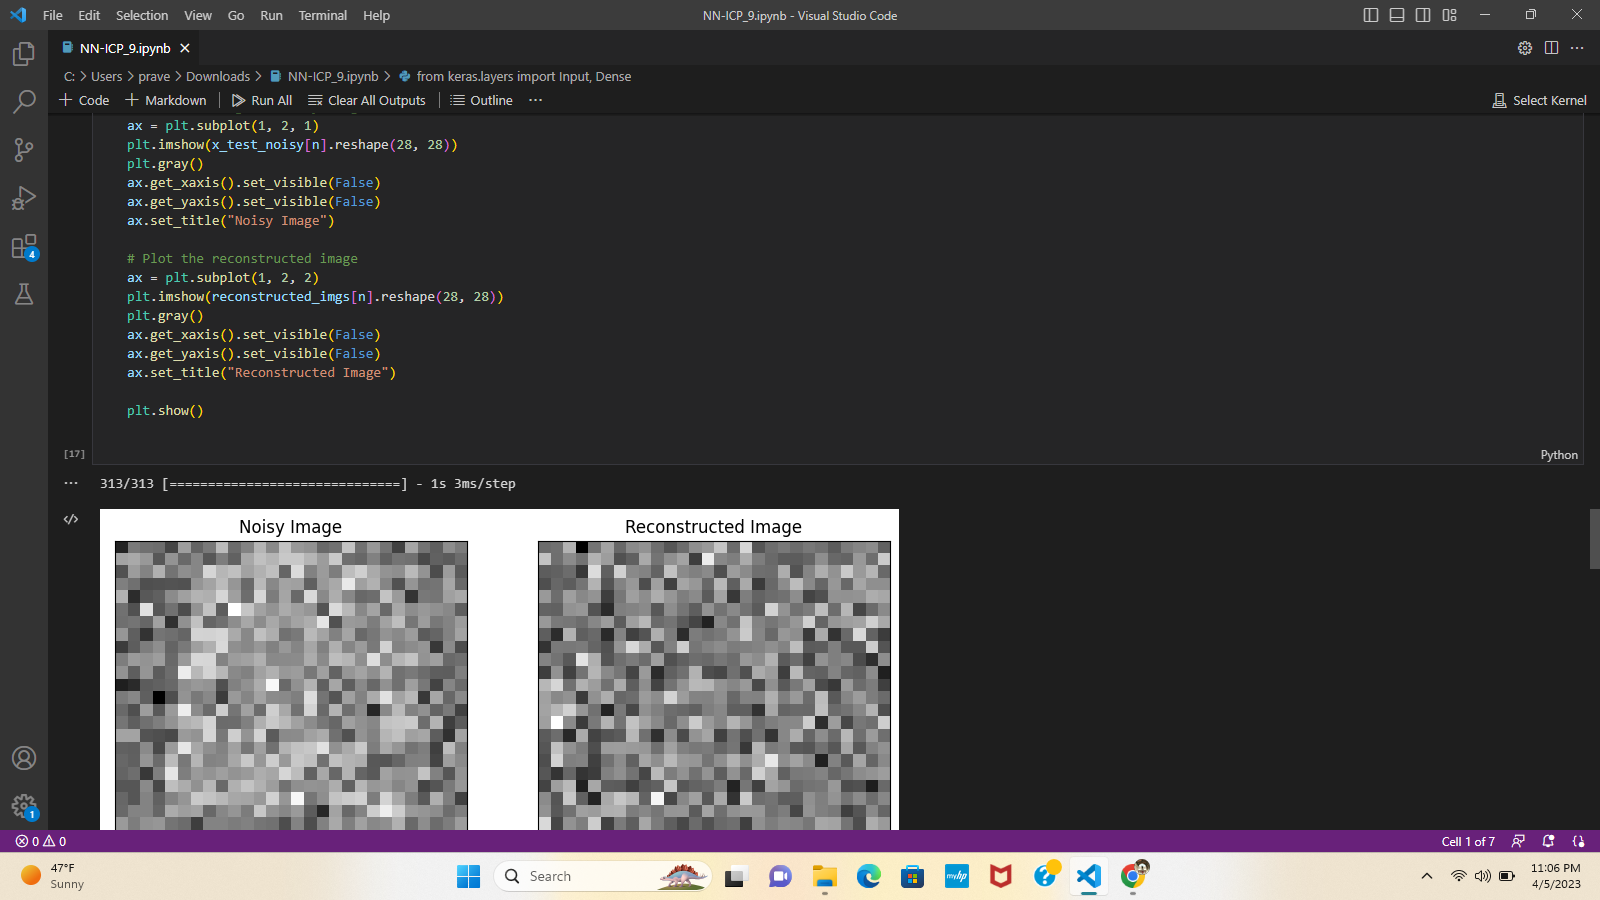 File Edit Selection View Go Run Terminal Help
NN-ICP_9.ipynb - Visual Studio Code
NN-ICP_9.ipynb
C: > Users > prave > Downloads > NN-ICP_9.ipynb > from keras.layers import Input, Dense
Code Markdown Run All Clear All Outputs Outline ...
Select Kernel
ax = plt.subplot(1, 2, 1)
plt.imshow(x_test_noisy[n].reshape(28, 28))
plt.gray()
ax.get_xaxis().set_visible(False)
ax.get_yaxis().set_visible(False)
ax.set_title("Noisy Image")
# Plot the reconstructed image
ax = plt.subplot(1, 2, 2)
plt.imshow(reconstructed_imgs[n].reshape(28, 28))
plt.gray()
ax.get_xaxis().set_visible(False)
ax.get_yaxis().set_visible(False)
ax.set_title("Reconstructed Image")
plt.show()
[17]
Python
313/313 [==============================] - 1s 3ms/step
Noisy Image
Reconstructed Image
4
1
0 0
Cell 1 of 7
47°F
Sunny
Search
myhp
11:06 PM
4/5/2023